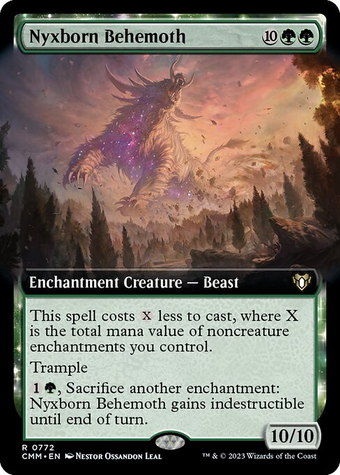 Nyxborn Behemoth 10
Enchantment Creature — Beast
This spell costs X less to cast, where X
is the total mana value of noncreature
enchantments you control.
Trample
1 , Sacrifice another enchantment:
Nyxborn Behemoth gains indestructible
until end of turn.
10/10
R 0772
CMM • EN Nestor Ossandon Leal
™ & © 2023 Wizards of the Coast